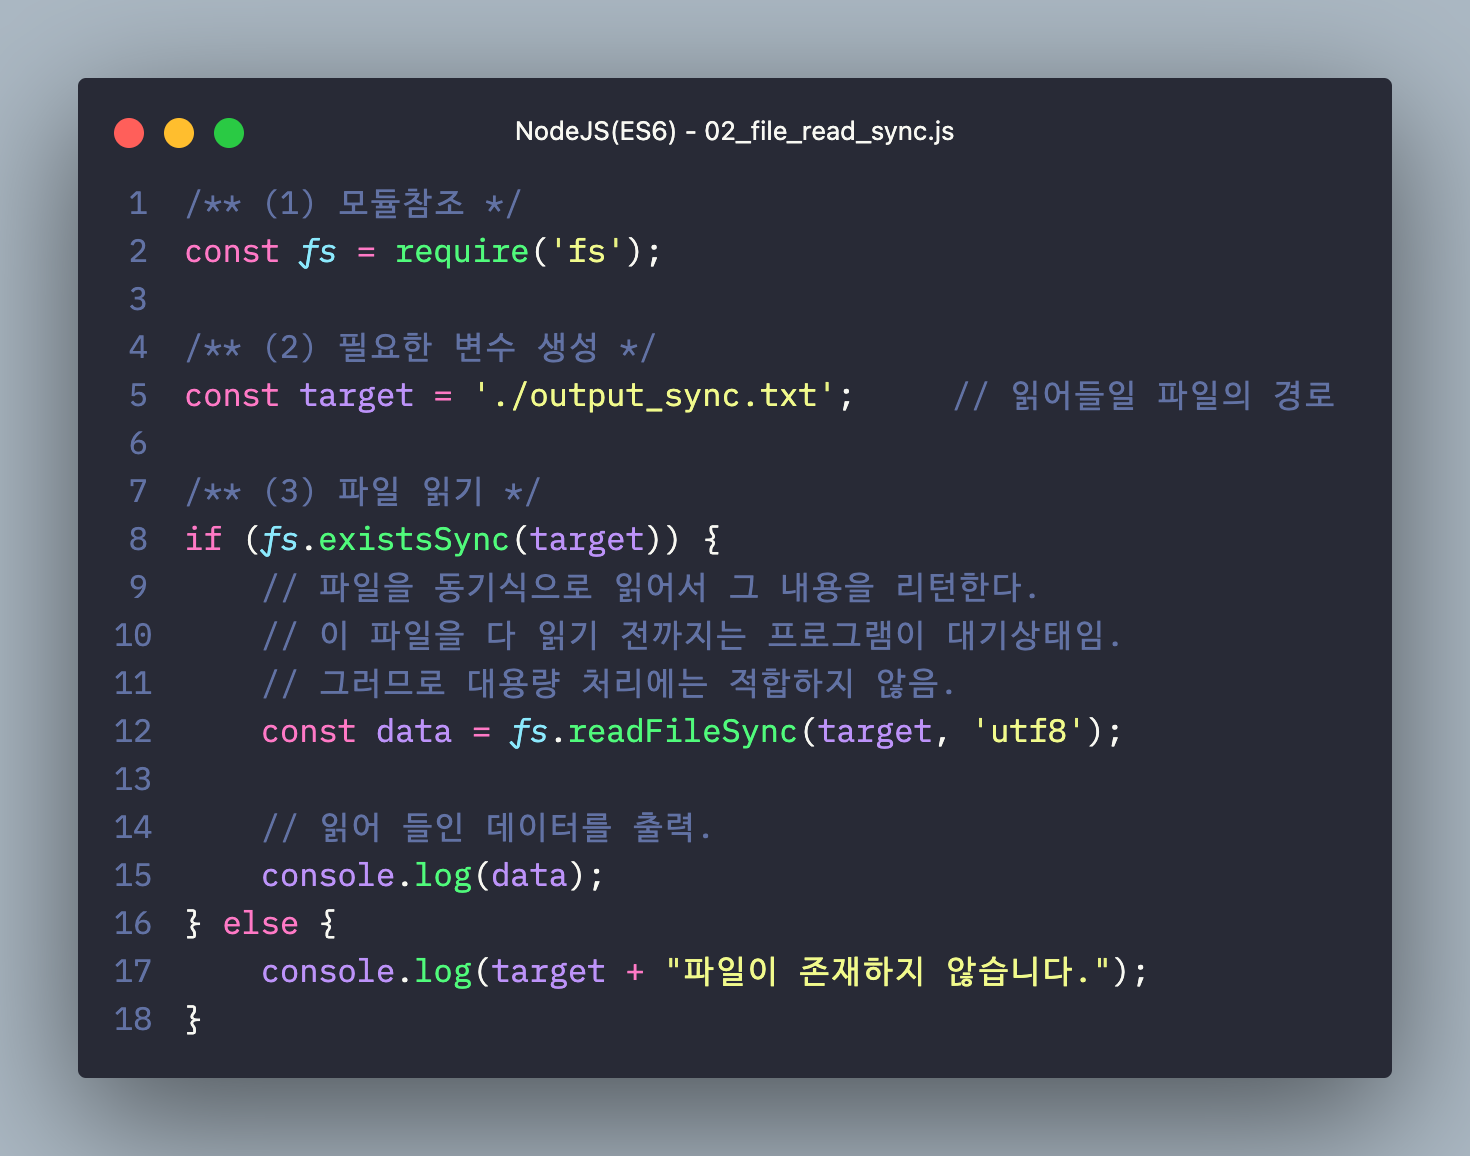 NodeJS(ES6) - 02_file_read_sync.js
1 /** (1) 모듈참조 */
2 const fs = require('fs');
3
4 /** (2) 필요한 변수 생성 */
5 const target = './output_sync.txt';     // 읽어들일 파일의 경로
6
7 /** (3) 파일 읽기 */
8 if (fs.existsSync(target)) {
9     // 파일을 동기식으로 읽어서 그 내용을 리턴한다.
10     // 이 파일을 다 읽기 전까지는 프로그램이 대기상태임.
11     // 그러므로 대용량 처리에는 적합하지 않음.
12     const data = fs.readFileSync(target, 'utf8');
13
14     // 읽어 들인 데이터를 출력.
15     console.log(data);
16 } else {
17     console.log(target + "파일이 존재하지 않습니다.");
18 }